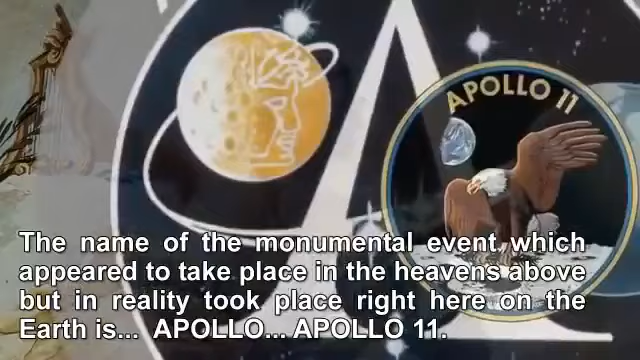 APOLLO 11
The name of the monumental event which
appeared to take place in the heavens above
but in reality took place right here on the
Earth is... APOLLO... APOLLO 11.